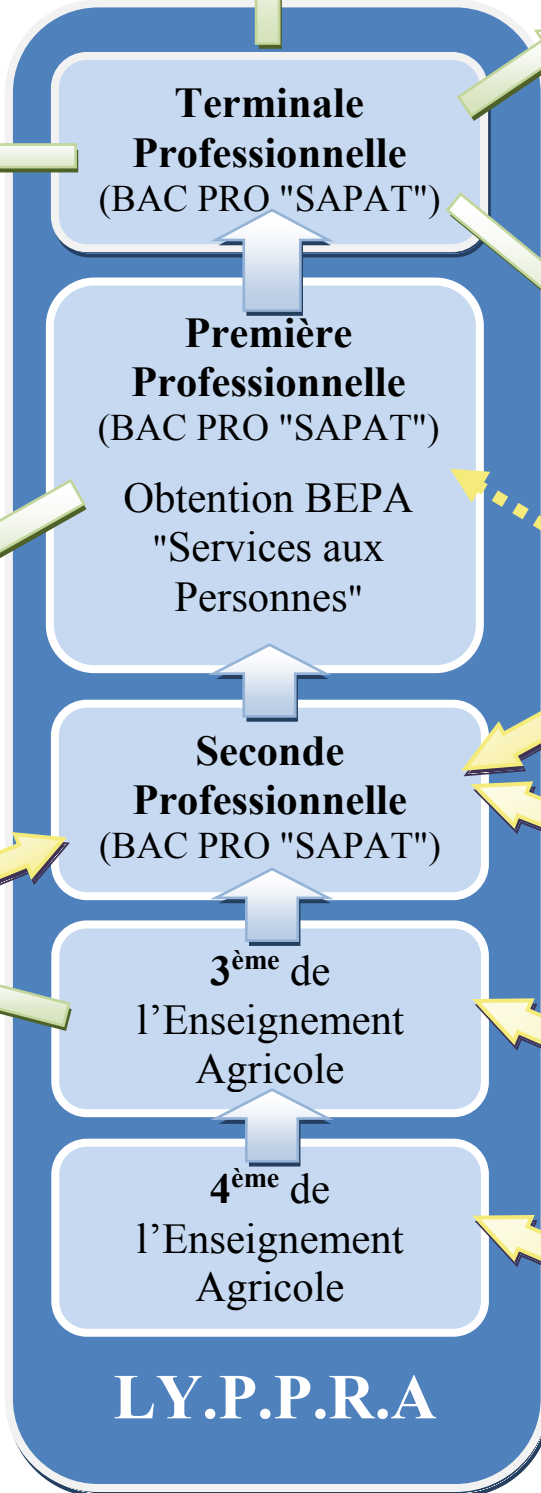 Terminale
Professionnelle
(BAC PRO "SAPAT")
Première
Professionnelle
(BAC PRO "SAPAT")
Obtention BEPA
"Services aux
Personnes"
Seconde
Professionnelle
(BAC PRO "SAPAT")
3ème de
l’Enseignement
Agricole
4ème de
l’Enseignement
Agricole
LY.P.P.R.A